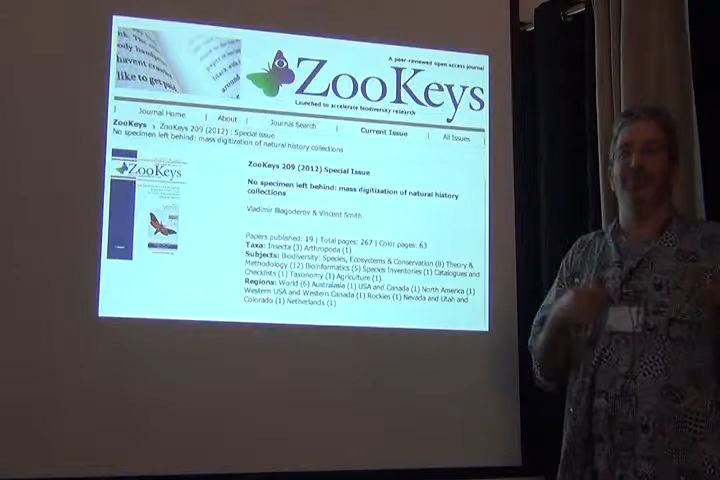 nk. The
ody handed
havent
like to get
around
A peer-reviewed open-access journal
ZooKeys
Launched to accelerate biodiversity research
Journal Home | About | Journal Search | Current Issue | All Issues
ZooKeys › ZooKeys 209 (2012) : Special Issue
No specimen left behind: mass digitization of natural history collections
ZooKeys
ZooKeys 209 (2012) Special Issue
No specimen left behind: mass digitization of natural history
collections
Vladimir Blagoderov & Vincent Smith
Papers published: 19 | Total pages: 267 | Color pages: 63
Taxa: Insecta (3) Arthropoda (1)
Subjects: Biodiversity: Species, Ecosystems & Conservation (8) Theory &
Methodology (12) Bioinformatics (5) Species Inventories (1) Catalogues and
Checklists (1) Taxonomy (1) Agriculture (1)
Regions: World (6) Australasia (1) USA and Canada (1) North America (1)
Western USA and Western Canada (1) Rockies (1) Nevada and Utah and
Colorado (1) Netherlands (1)